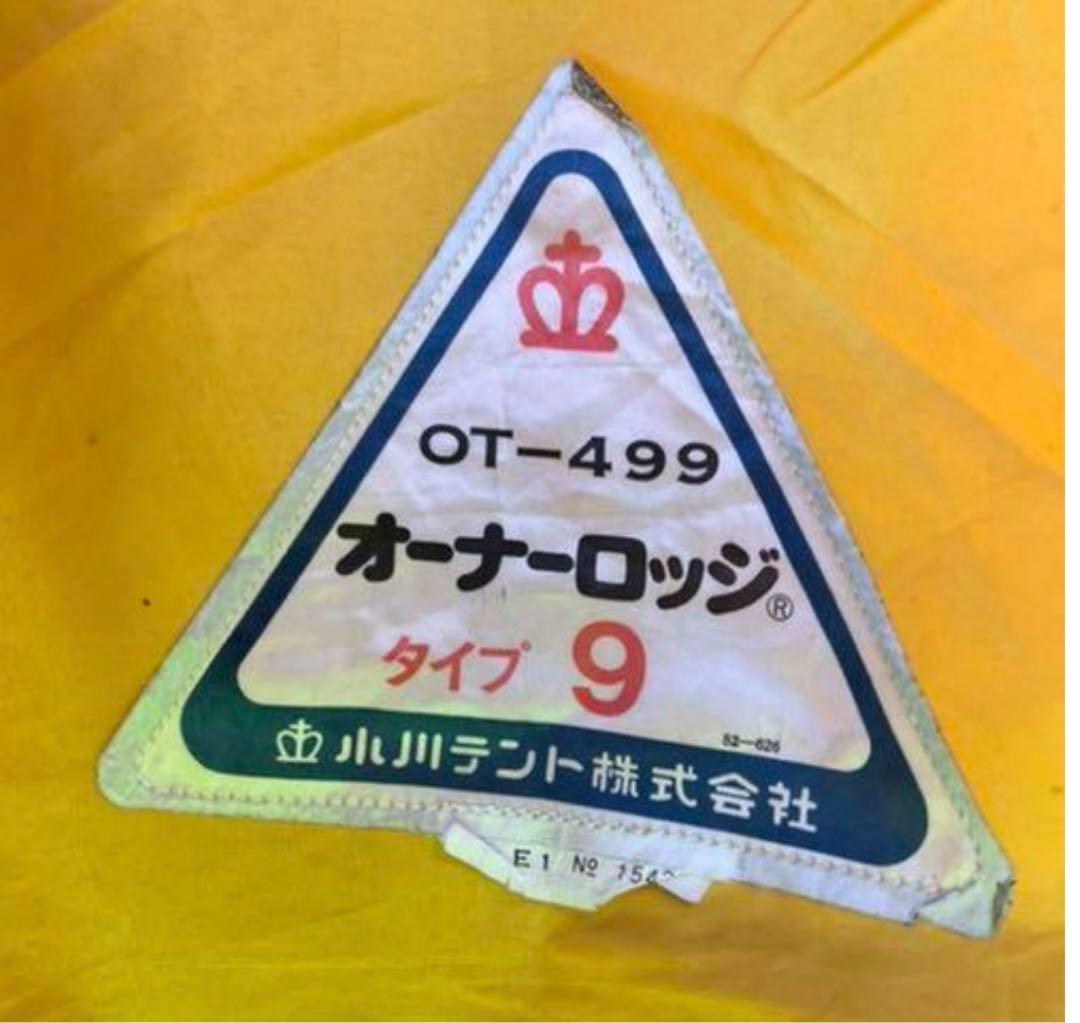 OT-499
オーナーロッジ®
タイプ 9
82-626
小川テント株式会社
E1 № 154